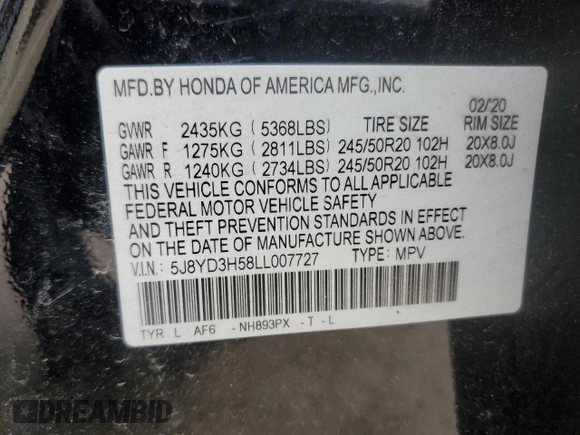 MFD.BY HONDA OF AMERICA MFG.,INC.
02/'20
GVWR 2435KG ( 5368LBS) TIRE SIZE RIM SIZE
GAWR F 1275KG ( 2811LBS) 245/50R20 102H 20X8.0J
GAWR R 1240KG ( 2734LBS) 245/50R20 102H 20X8.0J
THIS VEHICLE CONFORMS TO ALL APPLICABLE
FEDERAL MOTOR VEHICLE SAFETY
AND THEFT PREVENTION STANDARDS IN EFFECT
ON THE DATE OF MANUFACTURE SHOWN ABOVE.
V.I.N.: 5J8YD3H58LL007727 TYPE: MPV
TYR L AF6 -NH893PX -T -L
DREAMBID